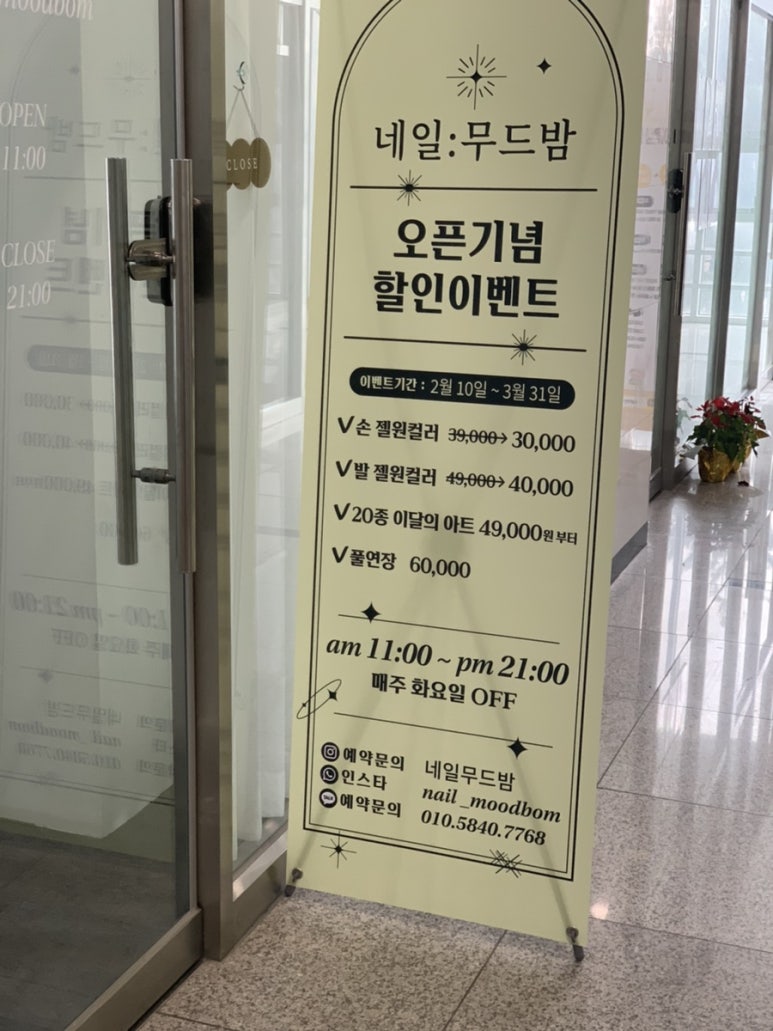 moodbom
OPEN
11:00
CLOSE
21:00
CLOSE
네일:무드밤
오픈기념
할인이벤트
이벤트기간 : 2월 10일 ~ 3월 31일
손 젤원컬러 39,000→ 30,000
발 젤원컬러 49,000→ 40,000
20종 이달의 아트 49,000원 부터
풀연장 60,000
am 11:00 ~ pm 21:00
매주 화요일 OFF
예약문의 네일무드밤
인스타 nail_moodbom
예약문의 010.5840.7768